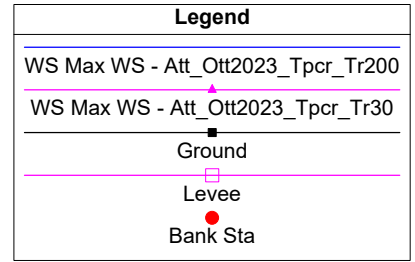 Legend
WS Max WS - Att_Ott2023_Tpcr_Tr200
WS Max WS - Att_Ott2023_Tpcr_Tr30
Ground
Levee
Bank Sta